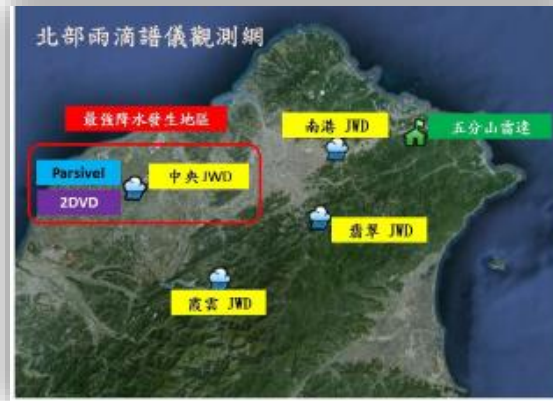 北部雨滴譜儀觀測網
最強降水發生地區
南港 JWD
五分山雷達
Parsivel
中央 JWD
2DVD
翡翠 JWD
霞雲 JWD